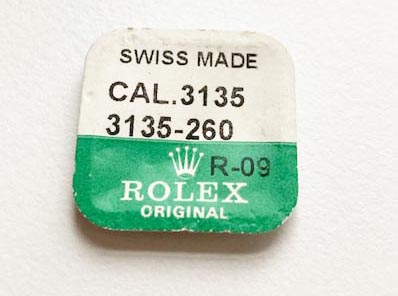 SWISS MADE
CAL.3135
3135-260
R-09
ROLEX
ORIGINAL